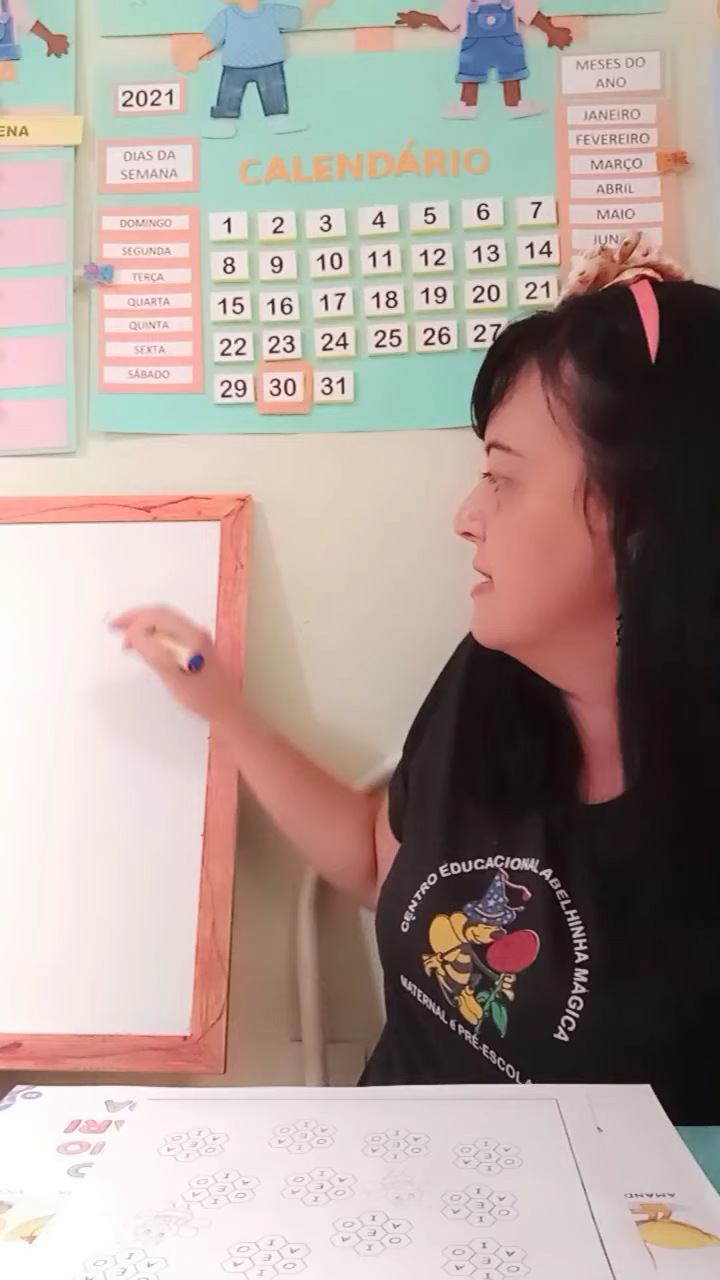 ENA
2021
DIAS DA
SEMANA
DOMINGO
SEGUNDA
TERÇA
QUARTA
QUINTA
SEXTA
SÁBADO
CALENDÁRIO
1 2 3 4 5 6 7
8 9 10 11 12 13 14
15 16 17 18 19 20 21
22 23 24 25 26 27
29 30 31
MESES DO
ANO
JANEIRO
FEVEREIRO
MARÇO
ABRIL
MAIO
JUN
CENTRO EDUCACIONAL ABELHINHA MÁGICA
MATERNAL E PRÉ-ESCOLA
AMAND